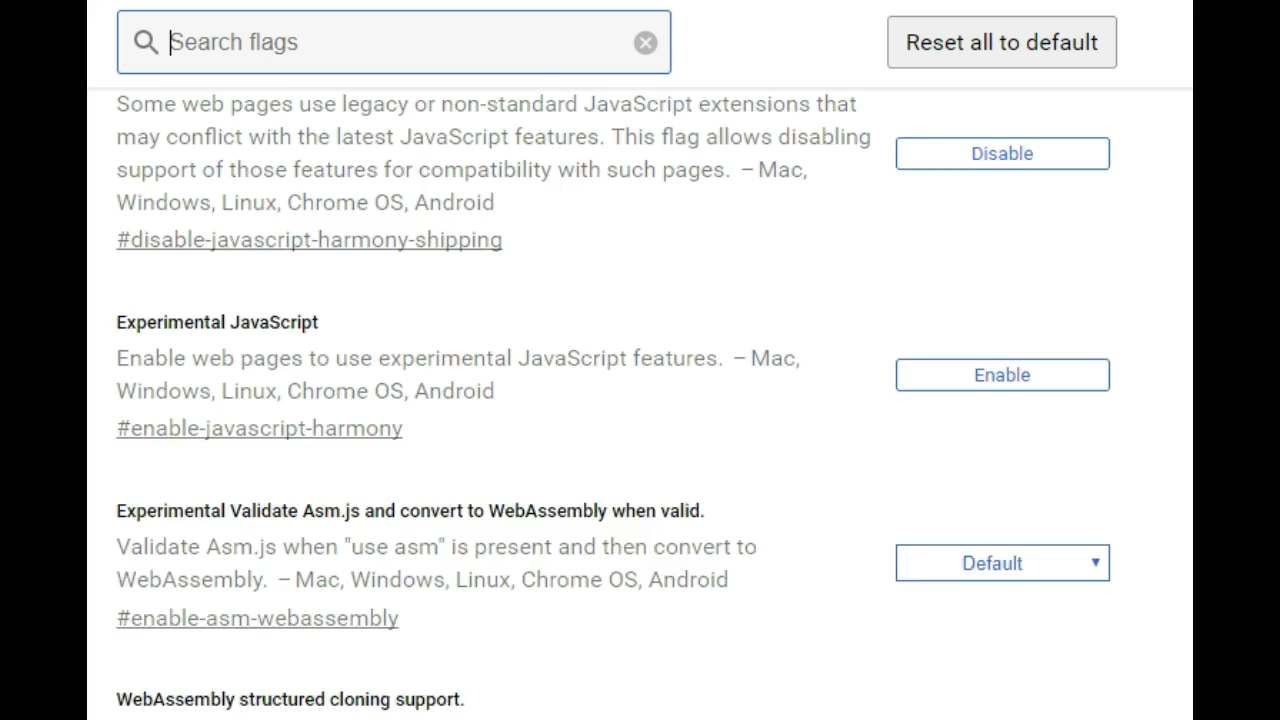 Search flags
Reset all to default
Some web pages use legacy or non-standard JavaScript extensions that
may conflict with the latest JavaScript features. This flag allows disabling
support of those features for compatibility with such pages. – Mac,
Windows, Linux, Chrome OS, Android
Disable
#disable-javascript-harmony-shipping
Experimental JavaScript
Enable web pages to use experimental JavaScript features. – Mac,
Windows, Linux, Chrome OS, Android
Enable
#enable-javascript-harmony
Experimental Validate Asm.js and convert to WebAssembly when valid.
Validate Asm.js when "use asm" is present and then convert to
WebAssembly. – Mac, Windows, Linux, Chrome OS, Android
Default
#enable-asm-webassembly
WebAssembly structured cloning support.